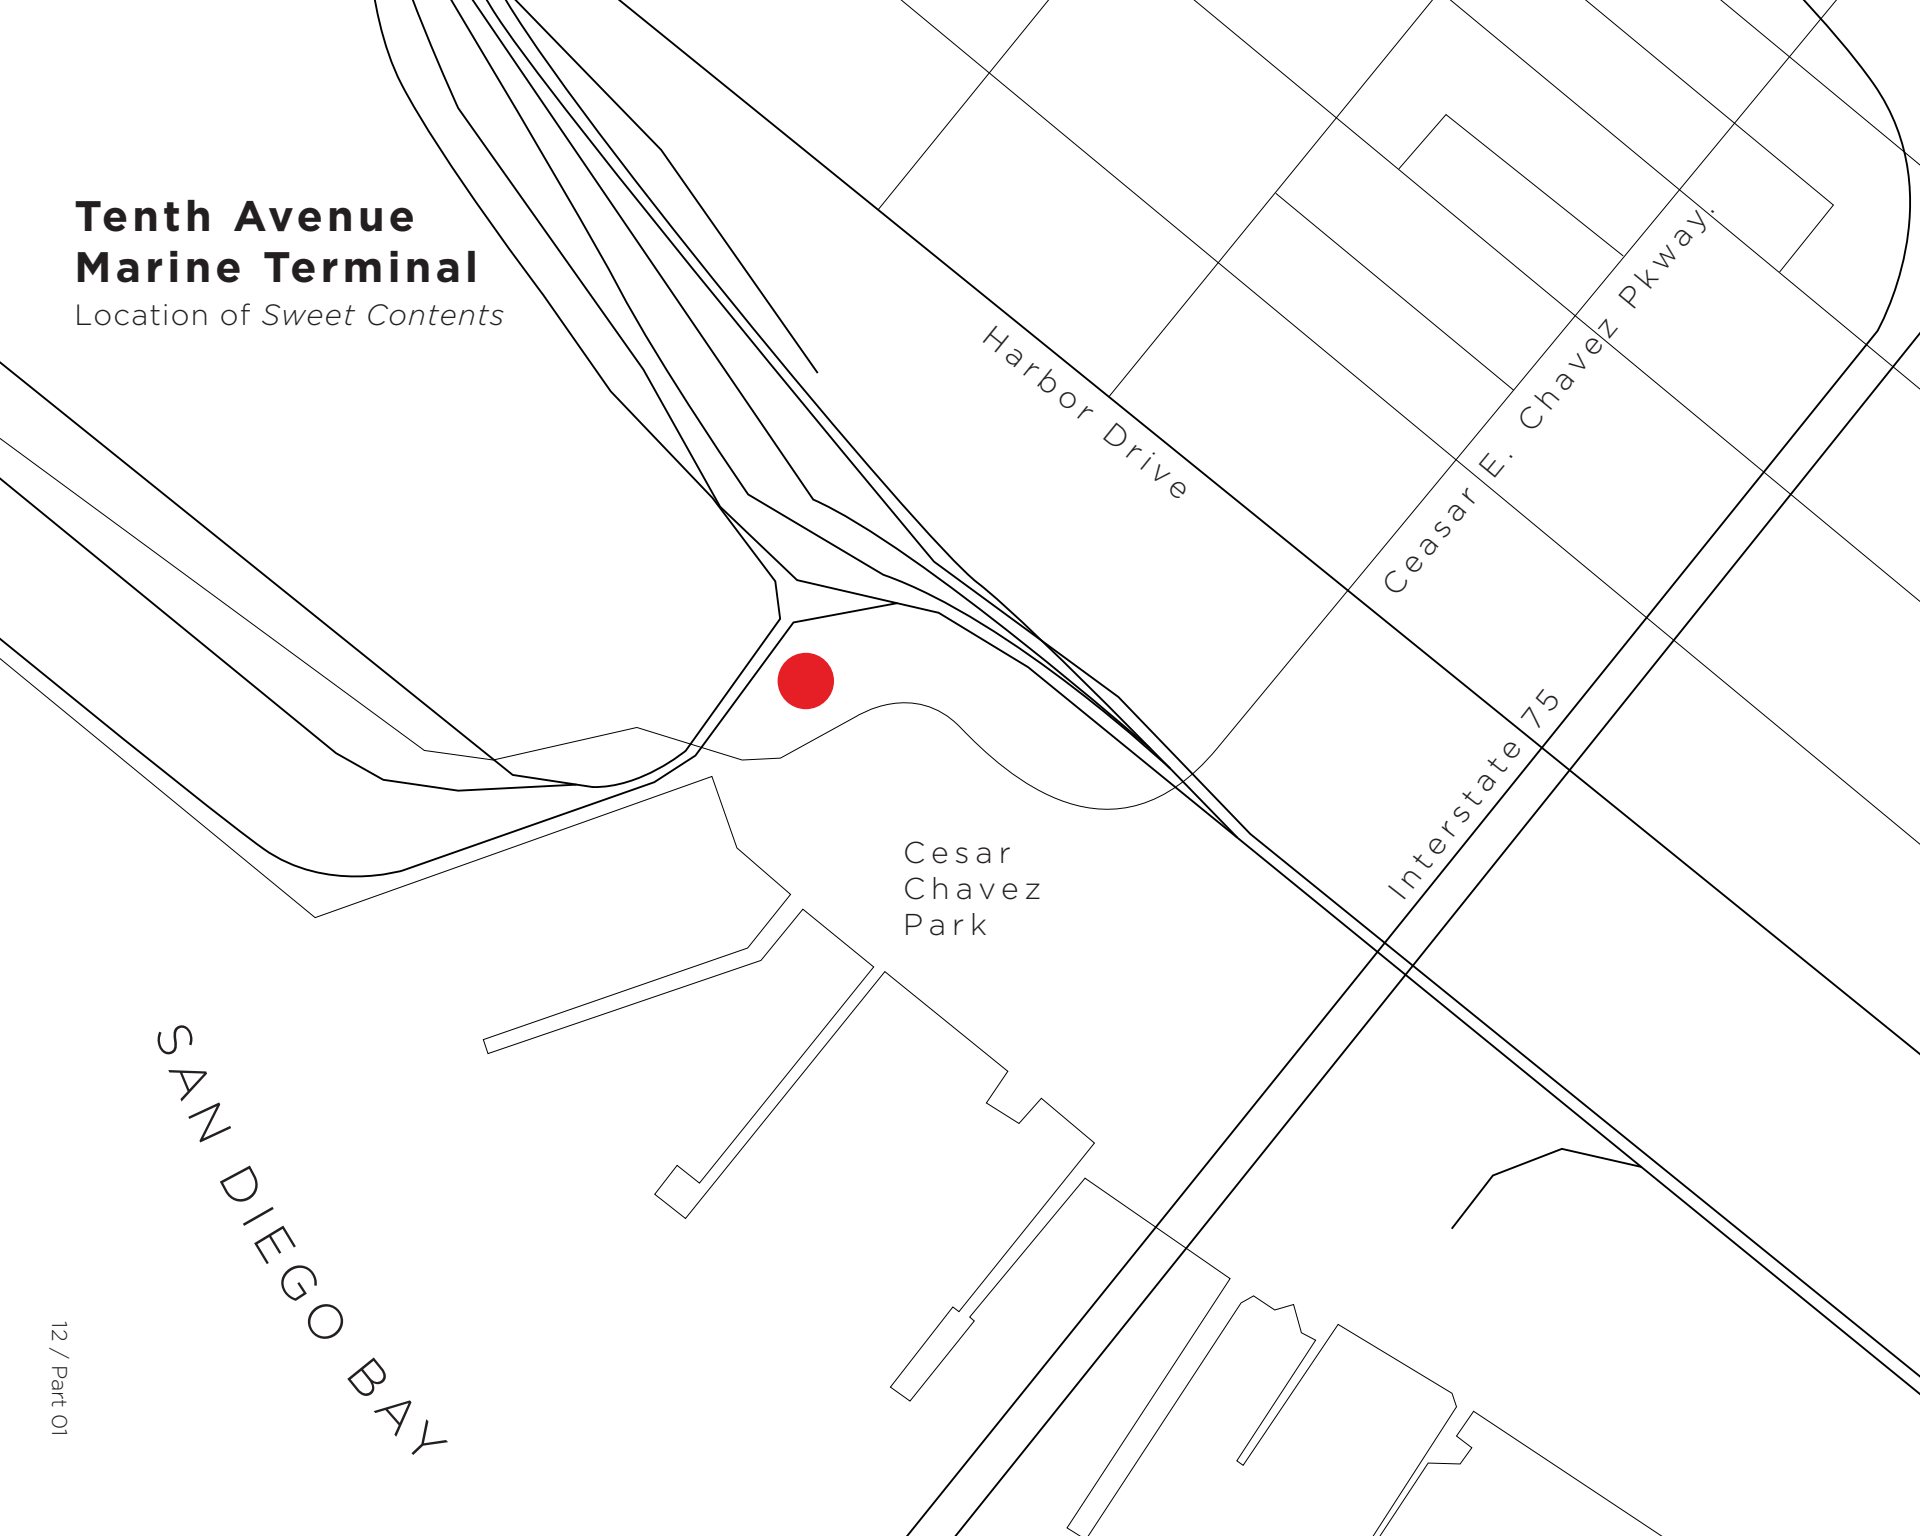 Tenth Avenue
Marine Terminal
Location of Sweet Contents
Harbor Drive
Ceasar E. Chavez Pkway.
Interstate 75
Cesar
Chavez
Park
SAN DIEGO BAY
12 / Part 01